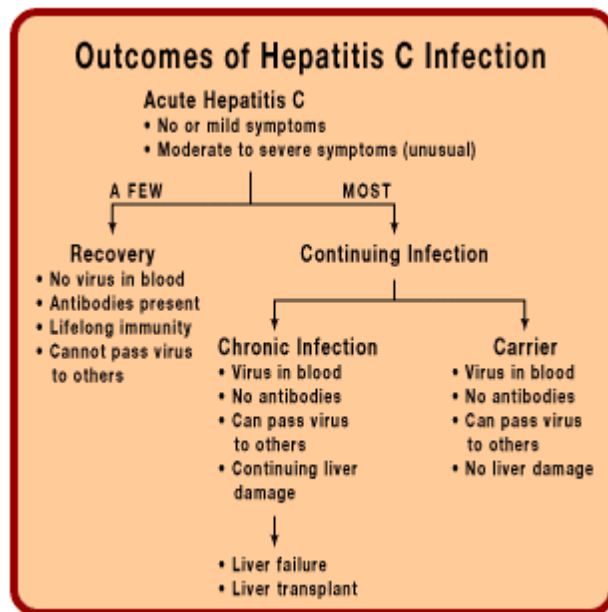 Outcomes of Hepatitis C Infection
Acute Hepatitis C
• No or mild symptoms
• Moderate to severe symptoms (unusual)
A FEW
MOST
Recovery
• No virus in blood
• Antibodies present
• Lifelong immunity
• Cannot pass virus
to others
Continuing Infection
Chronic Infection
• Virus in blood
• No antibodies
• Can pass virus
to others
• Continuing liver
damage
• Liver failure
• Liver transplant
Carrier
• Virus in blood
• No antibodies
• Can pass virus
to others
• No liver damage